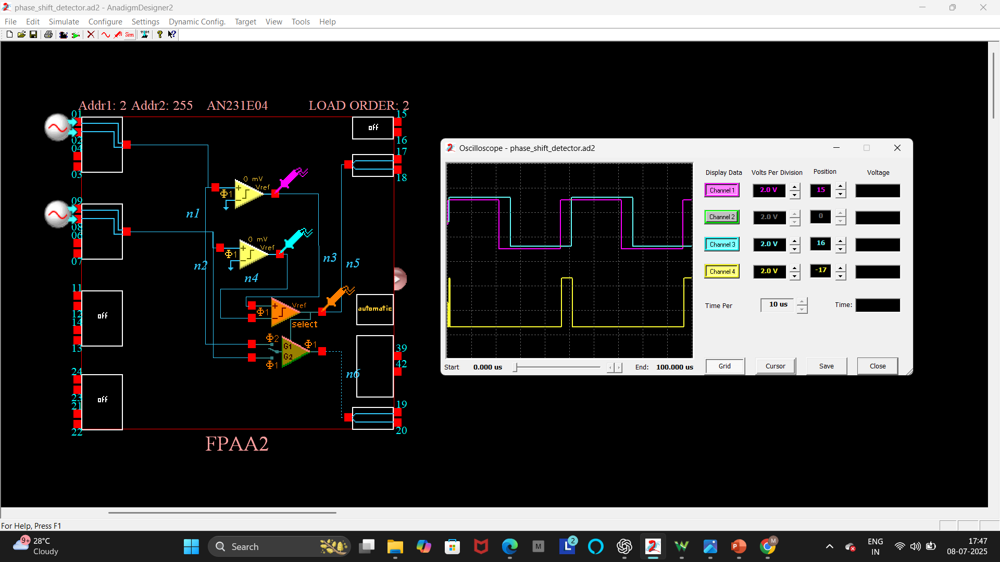 phase_shift_detector.ad2 - AnadigmDesigner2
File Edit Simulate Configure Settings Dynamic Config. Target View Tools Help
Sim
Addr1: 2 Addr2: 255 AN231E04 LOAD ORDER: 2
01
02
04
03
09
08
06
07
11
12
14
13
24
23
21
22
off
off
off
n1
n2
0 mV
Vref
Φ1
0 mV
Vref
Φ1
n4
n3
n5
Vref
Φ1
select
Φ2
Φ1
G1
G2
Φ1
n6
off
automatic
15
16
17
18
39
42
19
20
FPAA2
Oscilloscope - phase_shift_detector.ad2
Display Data Volts Per Division Position Voltage
Channel 1 2.0 V 15
Channel 2 2.0 V 0
Channel 3 2.0 V 16
Channel 4 2.0 V -17
Time Per 10 us Time:
Start: 0.000 us End: 100.000 us Grid Cursor Save Close
For Help, Press F1
9+
28°C
Cloudy
Search
M
L
2
M
P
ENG
IN
17:47
08-07-2025